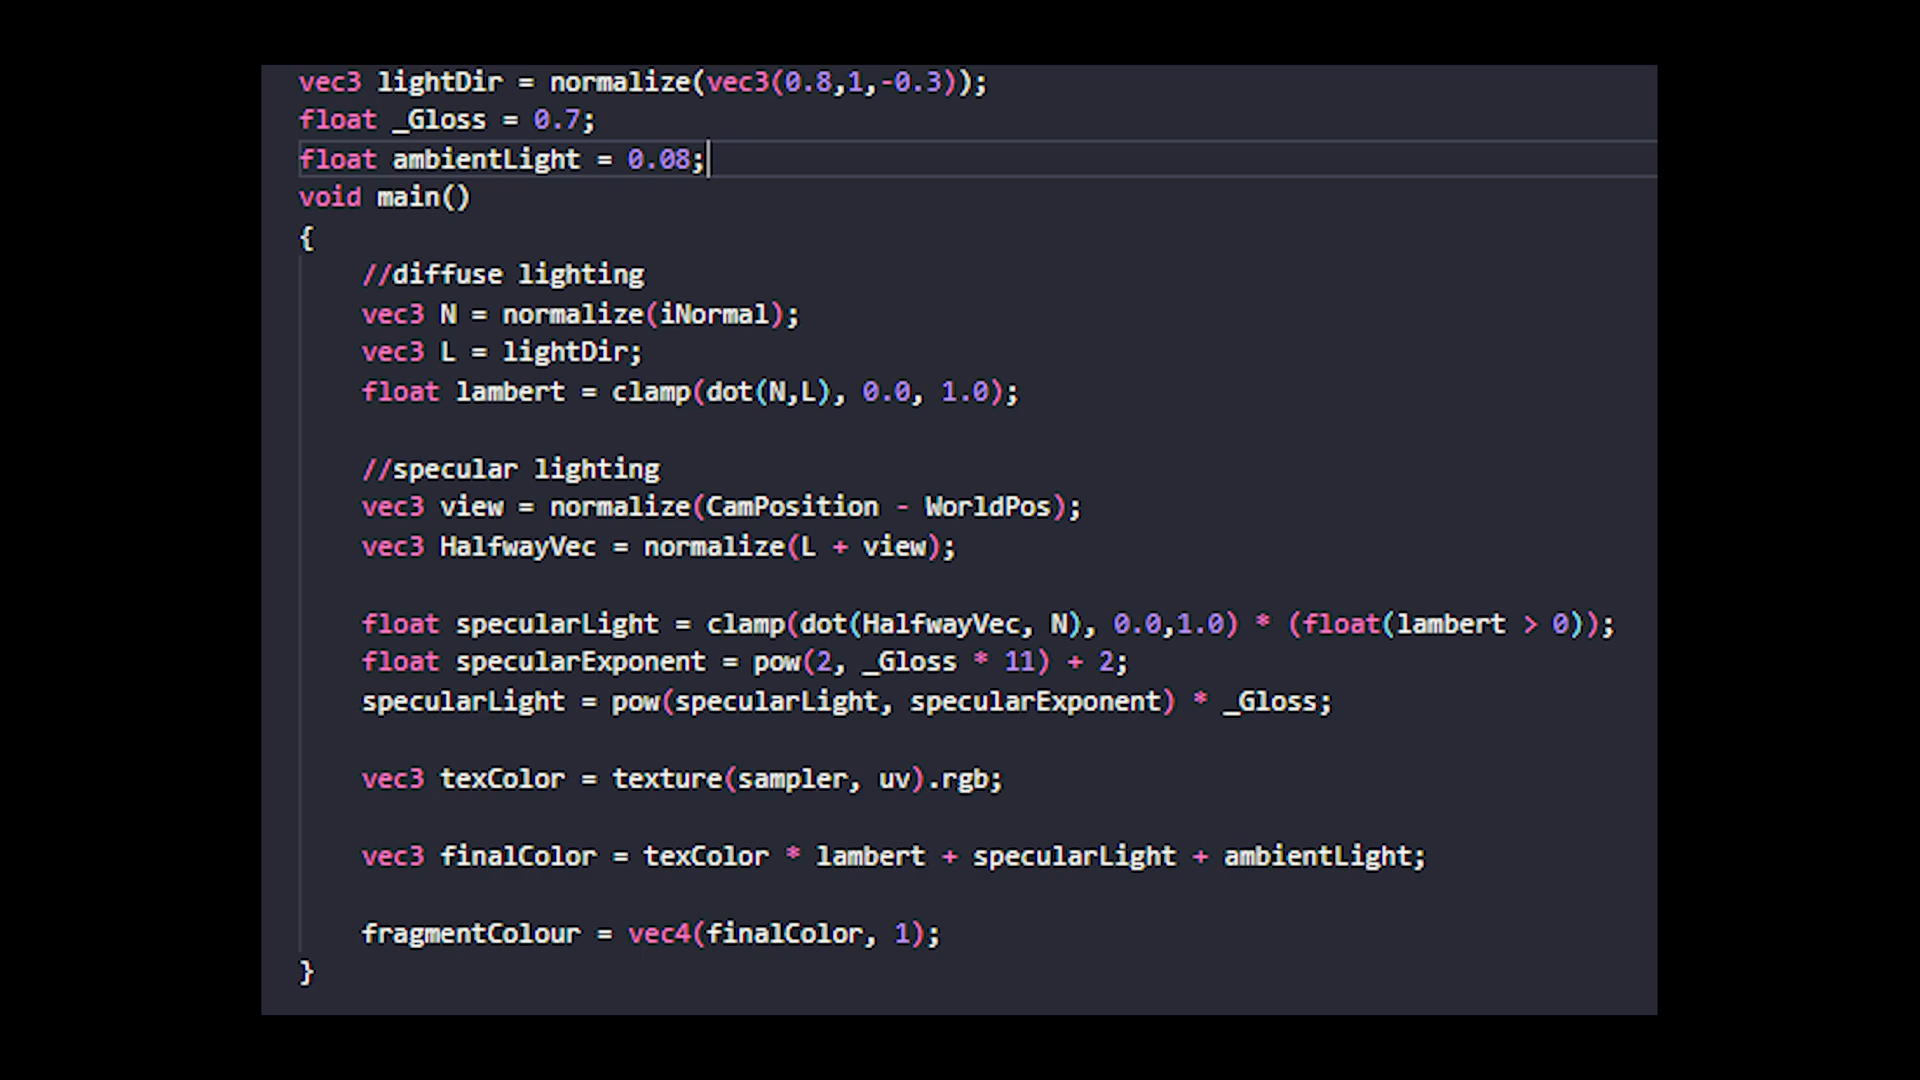 vec3 lightDir = normalize(vec3(0.8,1,-0.3));
float _Gloss = 0.7;
float ambientLight = 0.08;
void main()
{
//diffuse lighting
vec3 N = normalize(iNormal);
vec3 L = lightDir;
float lambert = clamp(dot(N,L), 0.0, 1.0);
//specular lighting
vec3 view = normalize(CamPosition - WorldPos);
vec3 HalfwayVec = normalize(L + view);
float specularLight = clamp(dot(HalfwayVec, N), 0.0,1.0) * (float(lambert > 0));
float specularExponent = pow(2, _Gloss * 11) + 2;
specularLight = pow(specularLight, specularExponent) * _Gloss;
vec3 texColor = texture(sampler, uv).rgb;
vec3 finalColor = texColor * lambert + specularLight + ambientLight;
fragmentColour = vec4(finalColor, 1);
}